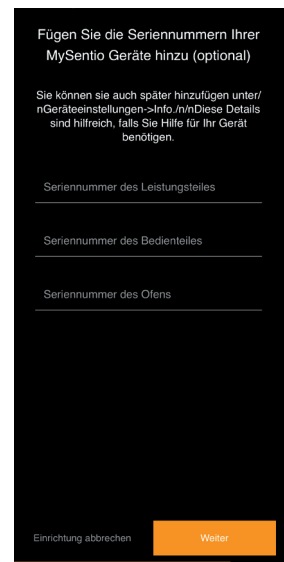 Fügen Sie die Seriennummern Ihrer
MySentio Geräte hinzu (optional)
Sie können sie auch später hinzufügen unter/
nGeräteeinstellungen->Info./n/nDiese Details
sind hilfreich, falls Sie Hilfe für Ihr Gerät
benötigen.
Seriennummer des Leistungsteiles
Seriennummer des Bedienteiles
Seriennummer des Ofens
Einrichtung abbrechen
Weiter